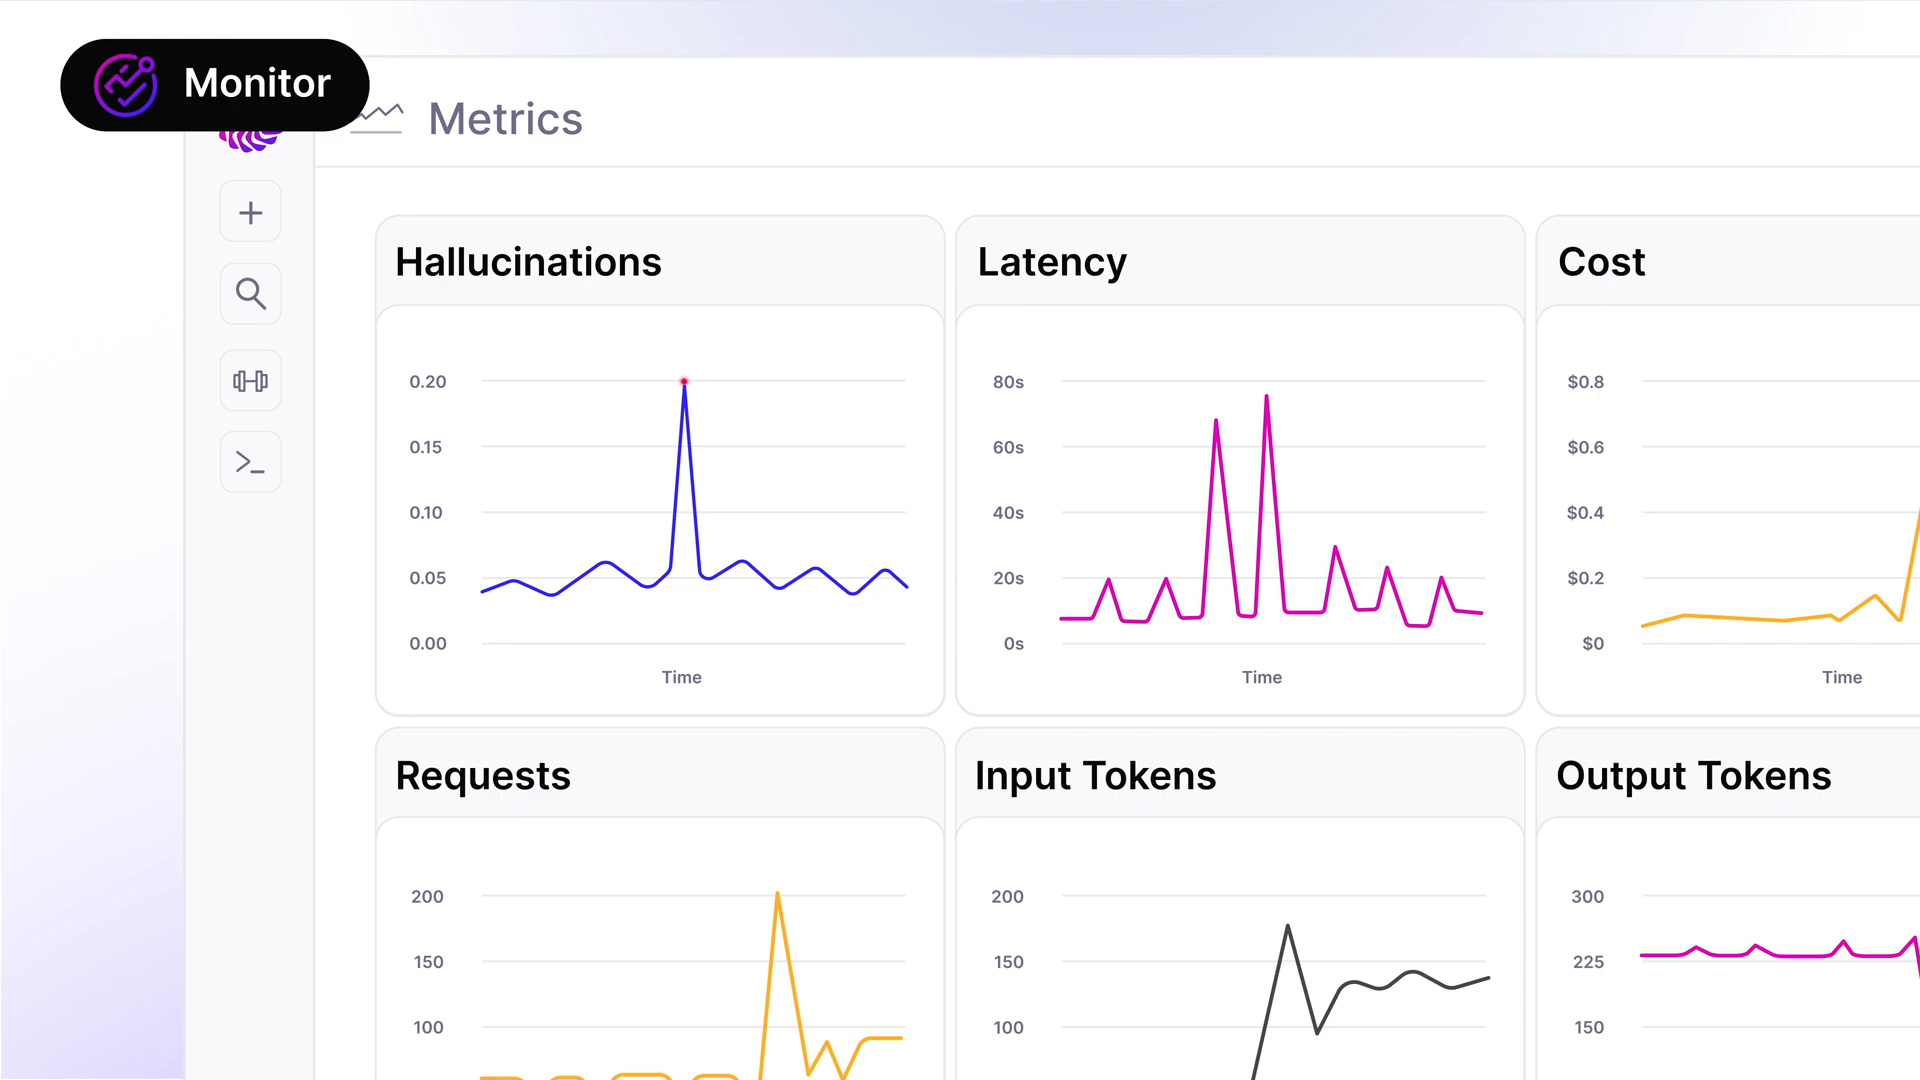 Monitor
Metrics
Hallucinations
0.20
0.15
0.10
0.05
0.00
Time
Latency
80s
60s
40s
20s
0s
Time
Cost
$0.8
$0.6
$0.4
$0.2
$0
Time
Requests
200
150
100
Input Tokens
200
150
100
Output Tokens
300
225
150